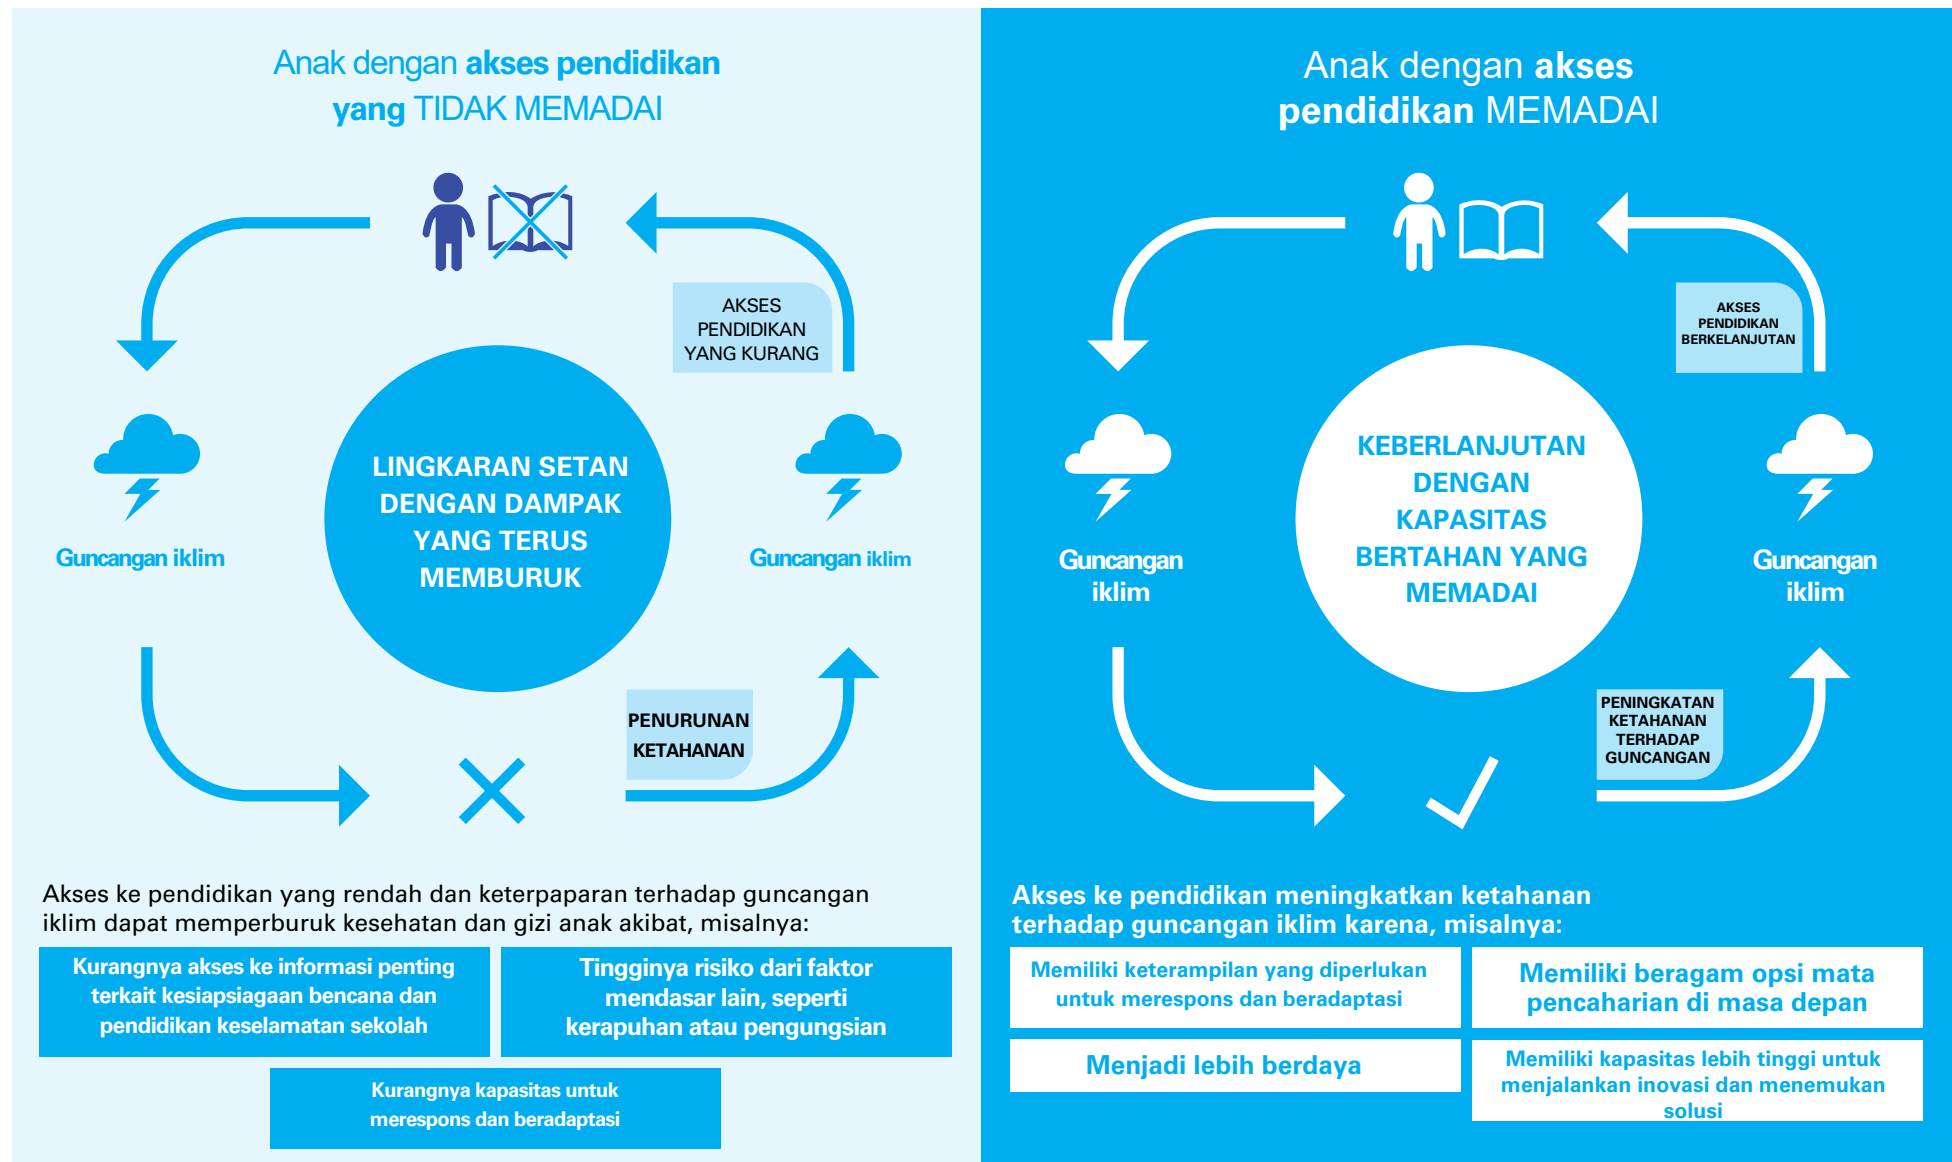 Anak dengan akses pendidikan
yang TIDAK MEMADAI
AKSES
PENDIDIKAN
YANG KURANG
LINGKARAN SETAN
DENGAN DAMPAK
YANG TERUS
MEMBURUK
Guncangan iklim
Guncangan iklim
PENURUNAN
KETAHANAN
Akses ke pendidikan yang rendah dan keterpaparan terhadap guncangan
iklim dapat memperburuk kesehatan dan gizi anak akibat, misalnya:
Kurangnya akses ke informasi penting
terkait kesiapsiagaan bencana dan
pendidikan keselamatan sekolah
Tingginya risiko dari faktor
mendasar lain, seperti
kerapuhan atau pengungsian
Kurangnya kapasitas untuk
merespons dan beradaptasi
Anak dengan akses
pendidikan MEMADAI
AKSES
PENDIDIKAN
BERKELANJUTAN
KEBERLANJUTAN
DENGAN
KAPASITAS
BERTAHAN YANG
MEMADAI
Guncangan
iklim
Guncangan
iklim
PENINGKATAN
KETAHANAN
TERHADAP
GUNCANGAN
Akses ke pendidikan meningkatkan ketahanan
terhadap guncangan iklim karena, misalnya:
Memiliki keterampilan yang diperlukan
untuk merespons dan beradaptasi
Memiliki beragam opsi mata
pencaharian di masa depan
Menjadi lebih berdaya
Memiliki kapasitas lebih tinggi untuk
menjalankan inovasi dan menemukan
solusi